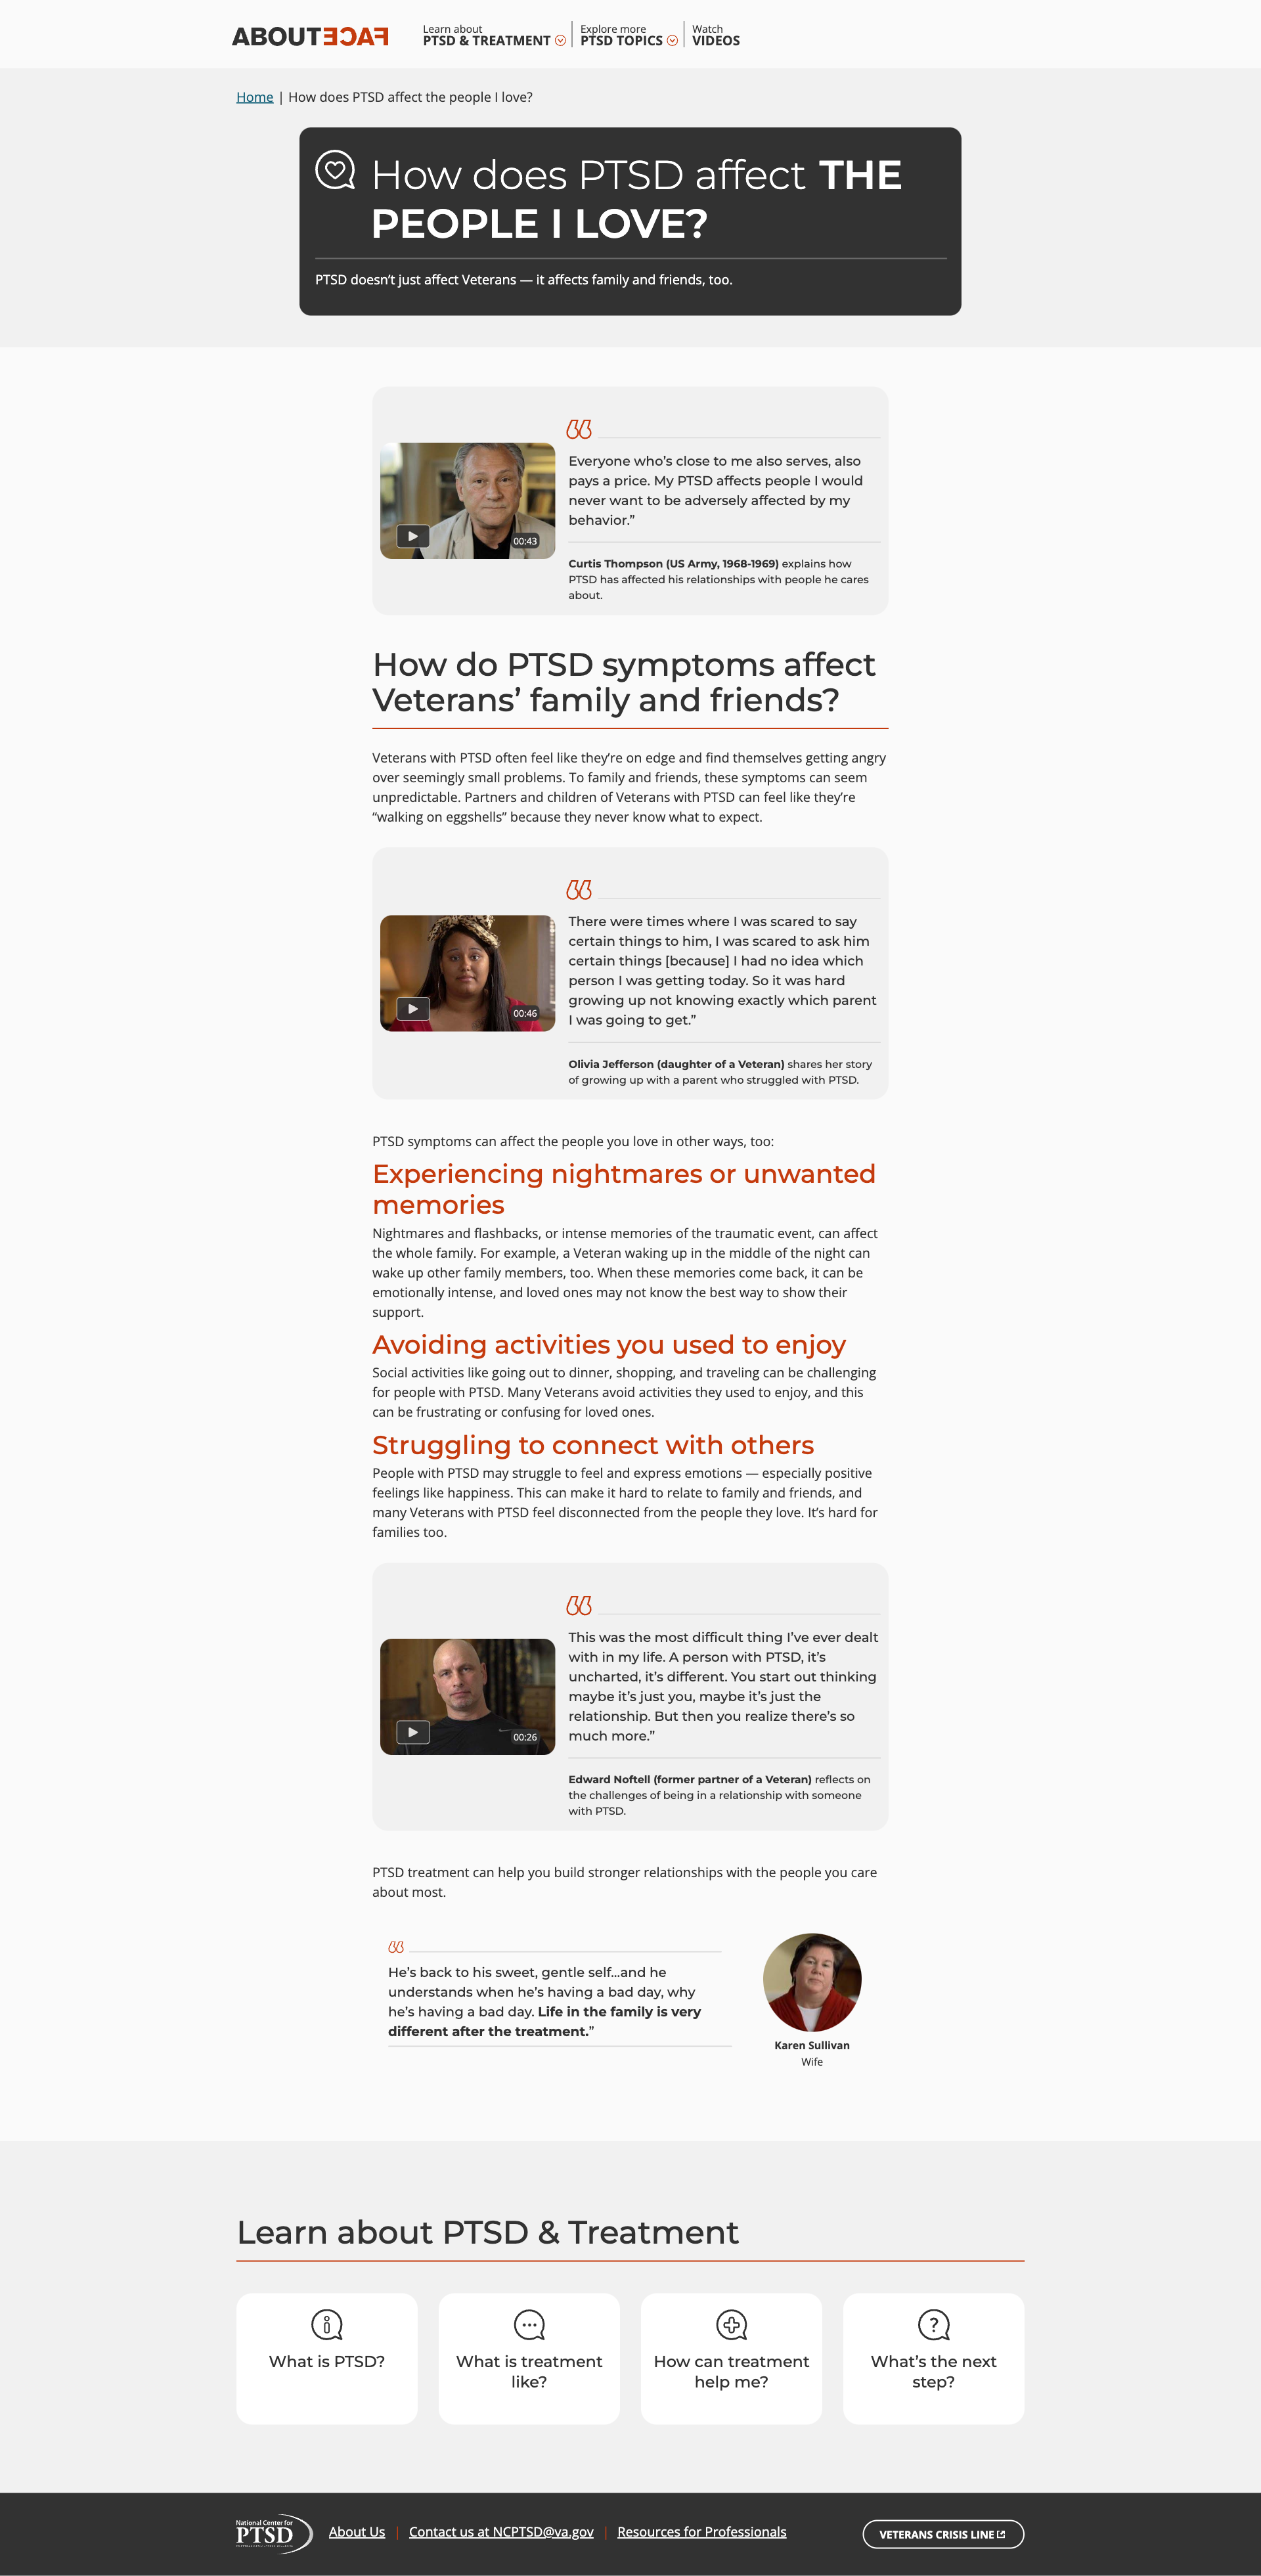 ABOUTFACE
Learn about
PTSD & TREATMENT
Explore more
PTSD TOPICS
Watch
VIDEOS
Home | How does PTSD affect the people I love?
How does PTSD affect THE
PEOPLE I LOVE?
PTSD doesn’t just affect Veterans — it affects family and friends, too.
Everyone who’s close to me also serves, also
pays a price. My PTSD affects people I would
never want to be adversely affected by my
behavior.”
00:43
Curtis Thompson (US Army, 1968-1969) explains how
PTSD has affected his relationships with people he cares
about.
How do PTSD symptoms affect
Veterans’ family and friends?
Veterans with PTSD often feel like they’re on edge and find themselves getting angry
over seemingly small problems. To family and friends, these symptoms can seem
unpredictable. Partners and children of Veterans with PTSD can feel like they’re
“walking on eggshells” because they never know what to expect.
There were times where I was scared to say
certain things to him, I was scared to ask him
certain things [because] I had no idea which
person I was getting today. So it was hard
growing up not knowing exactly which parent
I was going to get.”
00:46
Olivia Jefferson (daughter of a Veteran) shares her story
of growing up with a parent who struggled with PTSD.
PTSD symptoms can affect the people you love in other ways, too:
Experiencing nightmares or unwanted
memories
Nightmares and flashbacks, or intense memories of the traumatic event, can affect
the whole family. For example, a Veteran waking up in the middle of the night can
wake up other family members, too. When these memories come back, it can be
emotionally intense, and loved ones may not know the best way to show their
support.
Avoiding activities you used to enjoy
Social activities like going out to dinner, shopping, and traveling can be challenging
for people with PTSD. Many Veterans avoid activities they used to enjoy, and this
can be frustrating or confusing for loved ones.
Struggling to connect with others
People with PTSD may struggle to feel and express emotions — especially positive
feelings like happiness. This can make it hard to relate to family and friends, and
many Veterans with PTSD feel disconnected from the people they love. It’s hard for
families too.
This was the most difficult thing I’ve ever dealt
with in my life. A person with PTSD, it’s
uncharted, it’s different. You start out thinking
maybe it’s just you, maybe it’s just the
relationship. But then you realize there’s so
much more.”
00:26
Edward Noftell (former partner of a Veteran) reflects on
the challenges of being in a relationship with someone
with PTSD.
PTSD treatment can help you build stronger relationships with the people you care
about most.
He’s back to his sweet, gentle self...and he
understands when he’s having a bad day, why
he’s having a bad day. Life in the family is very
different after the treatment.”
Karen Sullivan
Wife
Learn about PTSD & Treatment
What is PTSD?
What is treatment
like?
How can treatment
help me?
What’s the next
step?
National Center for
PTSD
About Us | Contact us at NCPTSD@va.gov | Resources for Professionals
VETERANS CRISIS LINE